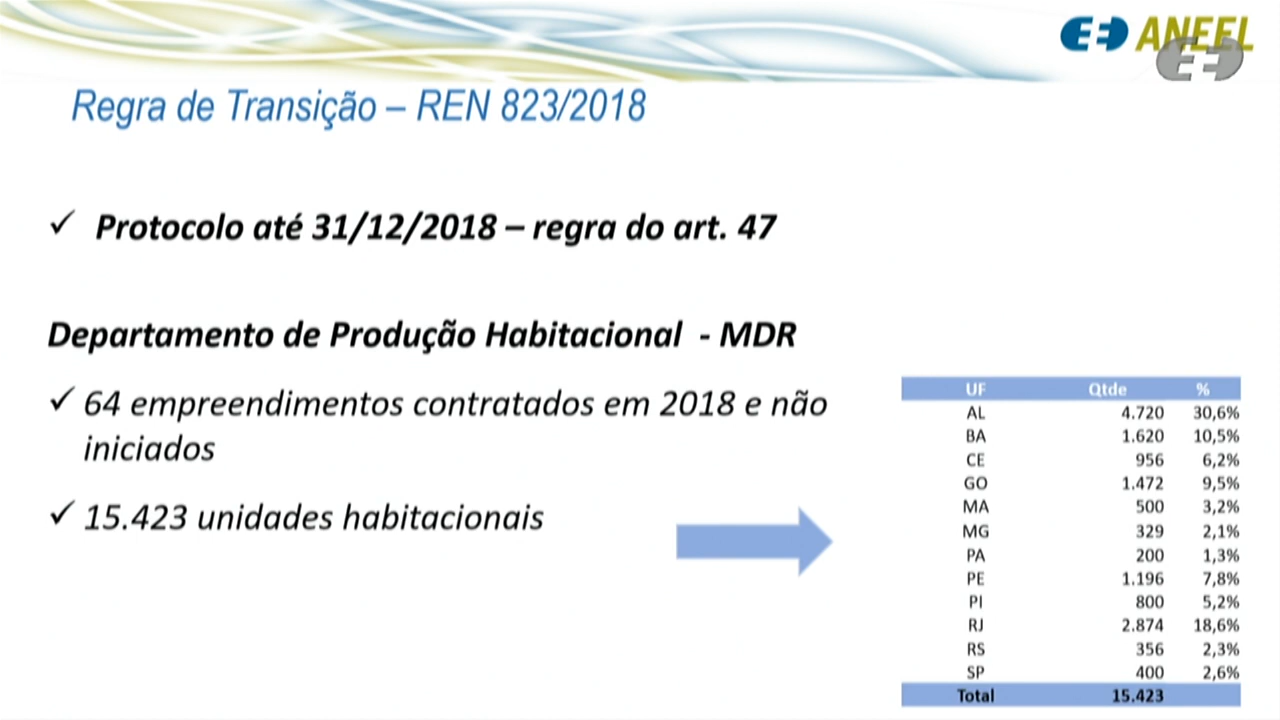 ANEEL
Regra de Transição – REN 823/2018
✓ Protocolo até 31/12/2018 – regra do art. 47
Departamento de Produção Habitacional - MDR
✓ 64 empreendimentos contratados em 2018 e não
iniciados
✓ 15.423 unidades habitacionais
UF Qtde %
AL 4.720 30,6%
BA 1.620 10,5%
CE 956 6,2%
GO 1.472 9,5%
MA 500 3,2%
MG 329 2,1%
PA 200 1,3%
PE 1.196 7,8%
PI 800 5,2%
RJ 2.874 18,6%
RS 356 2,3%
SP 400 2,6%
Total 15.423